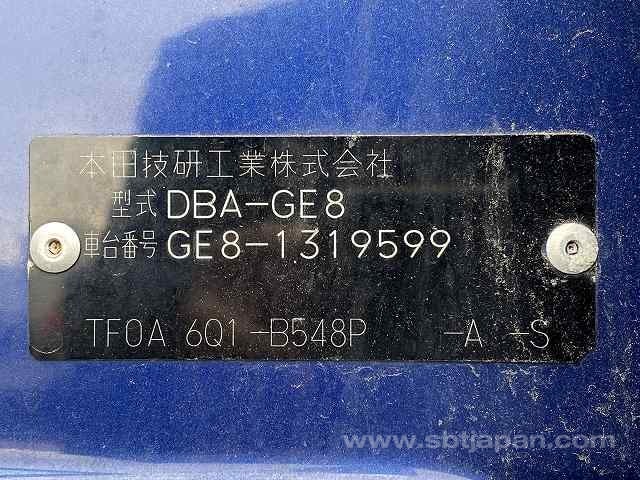 本田技研工業株式会社
型式 DBA-GE8
車台番号 GE8-1319599
TF0A 6Q1-B548P -A -S
www.sbtjapan.com